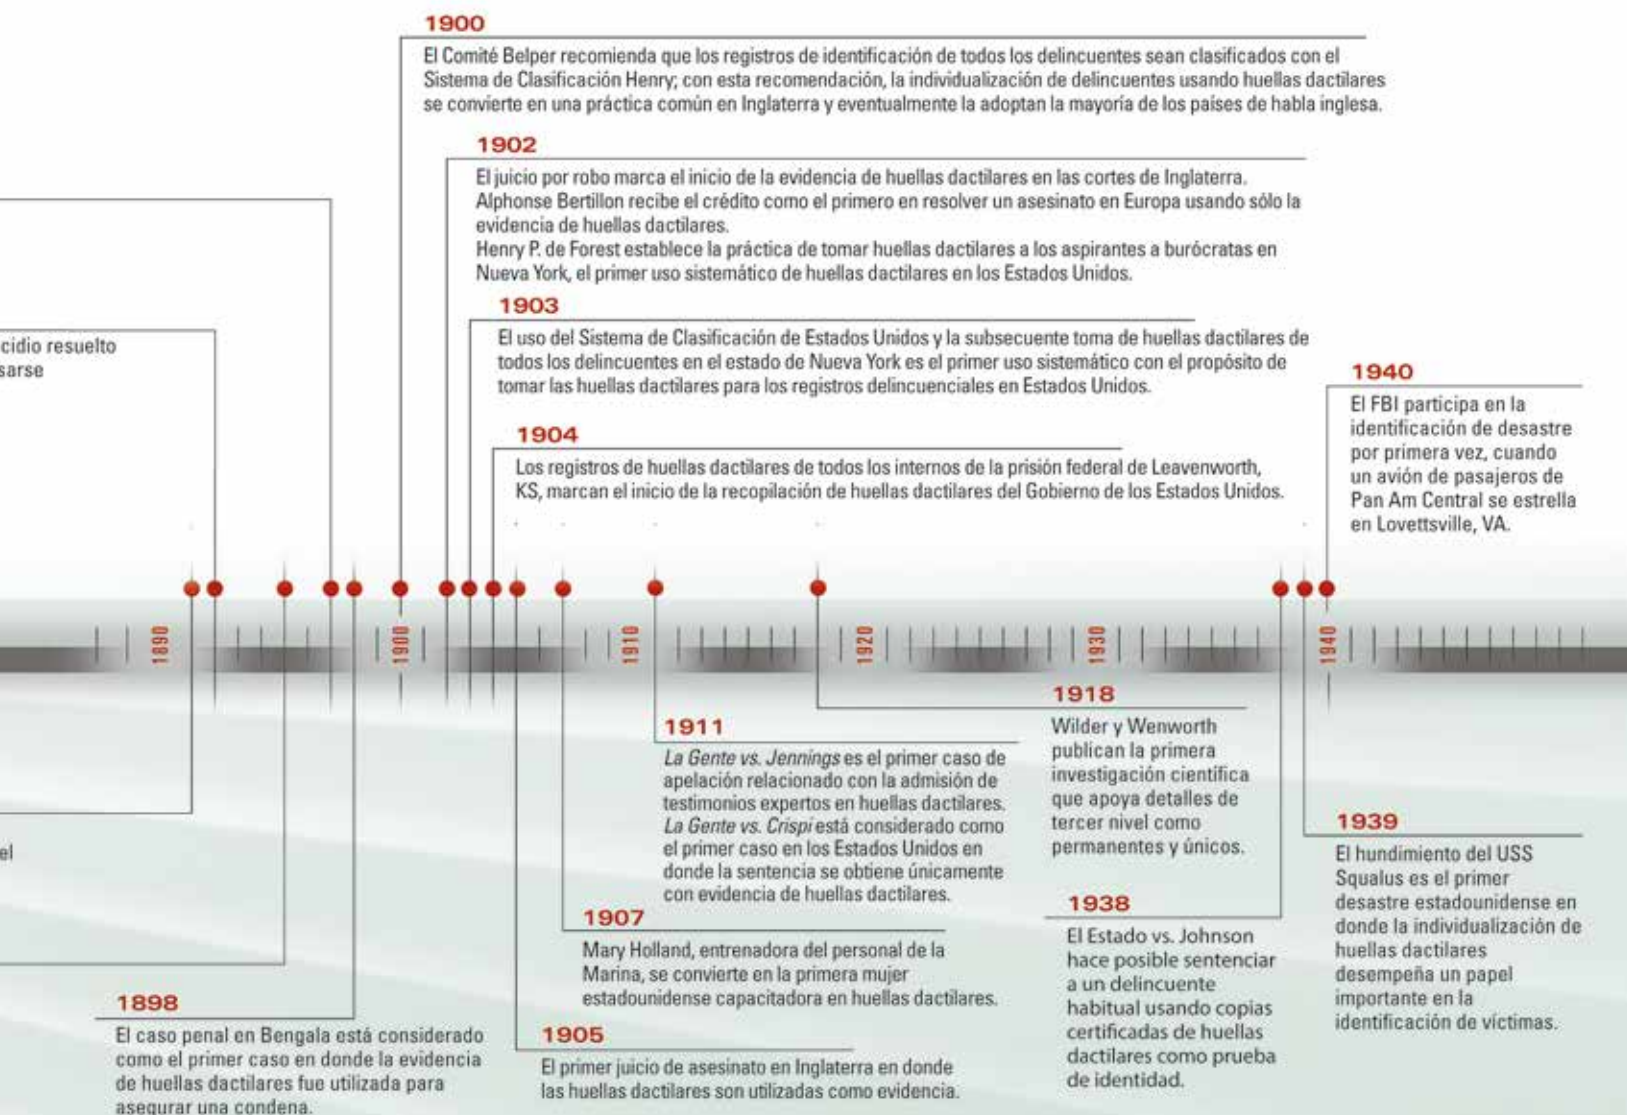 1900
El Comité Belper recomienda que los registros de identificación de todos los delincuentes sean clasificados con el
Sistema de Clasificación Henry; con esta recomendación, la individualización de delincuentes usando huellas dactilares
se convierte en una práctica común en Inglaterra y eventualmente la adoptan la mayoría de los países de habla inglesa.
1902
El juicio por robo marca el inicio de la evidencia de huellas dactilares en las cortes de Inglaterra.
Alphonse Bertillon recibe el crédito como el primero en resolver un asesinato en Europa usando sólo la
evidencia de huellas dactilares.
Henry P. de Forest establece la práctica de tomar huellas dactilares a los aspirantes a burócratas en
Nueva York, el primer uso sistemático de huellas dactilares en los Estados Unidos.
1903
El uso del Sistema de Clasificación de Estados Unidos y la subsecuente toma de huellas dactilares de
todos los delincuentes en el estado de Nueva York es el primer uso sistemático con el propósito de
tomar las huellas dactilares para los registros delincuenciales en Estados Unidos.
cidio resuelto
sarse
1904
Los registros de huellas dactilares de todos los internos de la prisión federal de Leavenworth,
KS, marcan el inicio de la recopilación de huellas dactilares del Gobierno de los Estados Unidos.
1940
El FBI participa en la
identificación de desastre
por primera vez, cuando
un avión de pasajeros de
Pan Am Central se estrella
en Lovettsville, VA.
1890
1900
1910
1920
1930
1940
el
1898
El caso penal en Bengala está considerado
como el primer caso en donde la evidencia
de huellas dactilares fue utilizada para
asegurar una condena.
1905
El primer juicio de asesinato en Inglaterra en donde
las huellas dactilares son utilizadas como evidencia.
1907
Mary Holland, entrenadora del personal de la
Marina, se convierte en la primera mujer
estadounidense capacitadora en huellas dactilares.
1911
La Gente vs. Jennings es el primer caso de
apelación relacionado con la admisión de
testimonios expertos en huellas dactilares.
La Gente vs. Crispi está considerado como
el primer caso en los Estados Unidos en
donde la sentencia se obtiene únicamente
con evidencia de huellas dactilares.
1918
Wilder y Wenworth
publican la primera
investigación científica
que apoya detalles de
tercer nivel como
permanentes y únicos.
1938
El Estado vs. Johnson
hace posible sentenciar
a un delincuente
habitual usando copias
certificadas de huellas
dactilares como prueba
de identidad.
1939
El hundimiento del USS
Squalus es el primer
desastre estadounidense en
donde la individualización de
huellas dactilares
desempeña un papel
importante en la
identificación de víctimas.